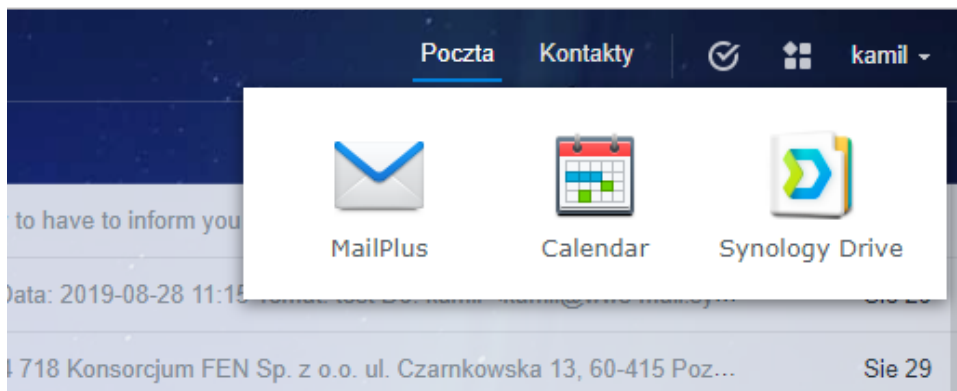 Poczta Kontakty kamil
MailPlus Calendar Synology Drive
to have to inform you
Data: 2019-08-28 11:15
718 Konsorcjum FEN Sp. z o.o. ul. Czarnkowska 13, 60-415 Poz... Sie 29